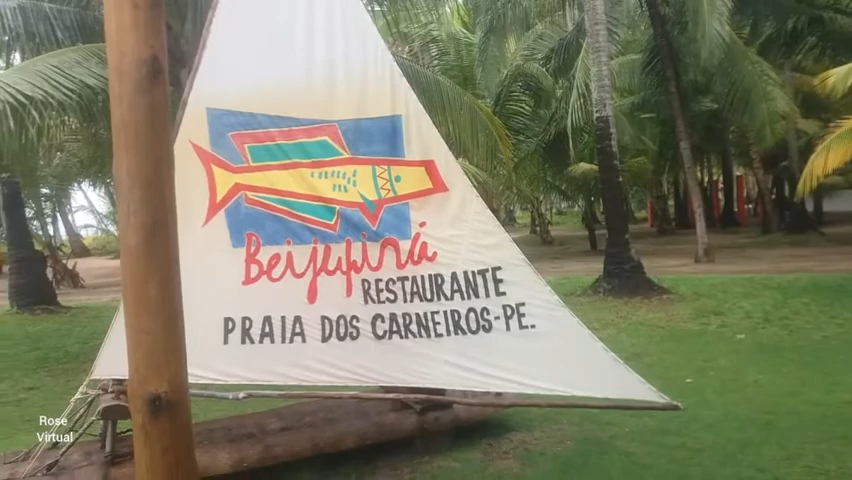 Beijupirá
RESTAURANTE
PRAIA DOS CARNEIROS-PE.
Rose
Virtual